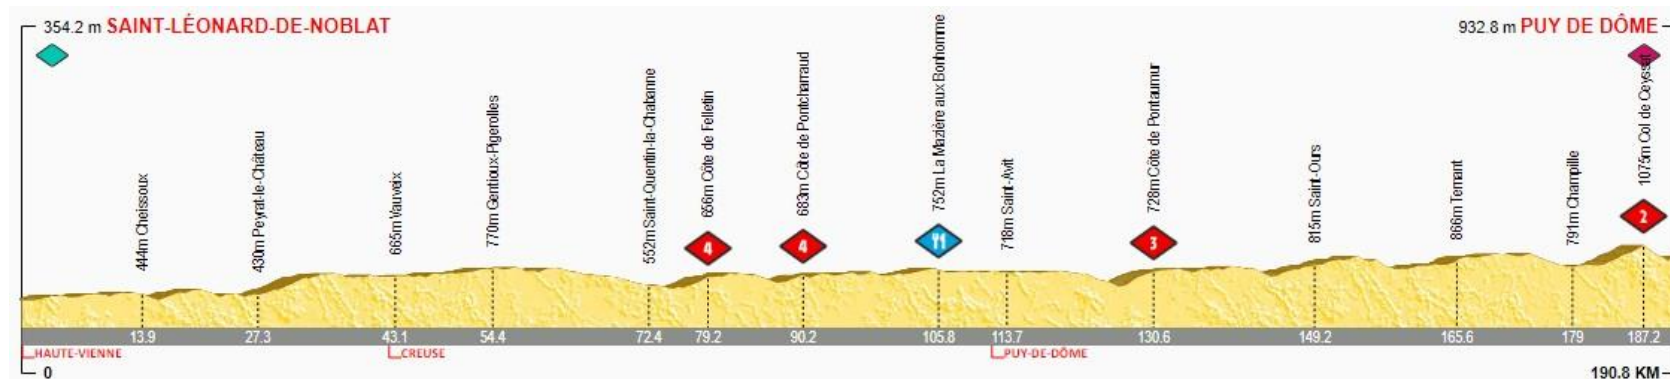 354.2 m SAINT-LÉONARD-DE-NOBLAT
932.8 m PUY DE DÔME
444m Cheissoux
430m Peyrat-le-Château
665m Vauveix
770m Gentioux-Pigerolles
552m Saint-Quentin-la-Chabanne
656m Côte de Felletin
683m Côte de Pontcharraud
752m La Mazière aux Bonhomme
718m Saint-Avit
728m Côte de Pontaumur
815m Saint-Ours
866m Ternant
791m Champille
1075m Col de Ceyssat
4
4
3
2
13.9
27.3
43.1
54.4
72.4
79.2
90.2
105.8
113.7
130.6
149.2
165.6
179
187.2
HAUTE-VIENNE
CREUSE
PUY-DE-DÔME
0
190.8 KM